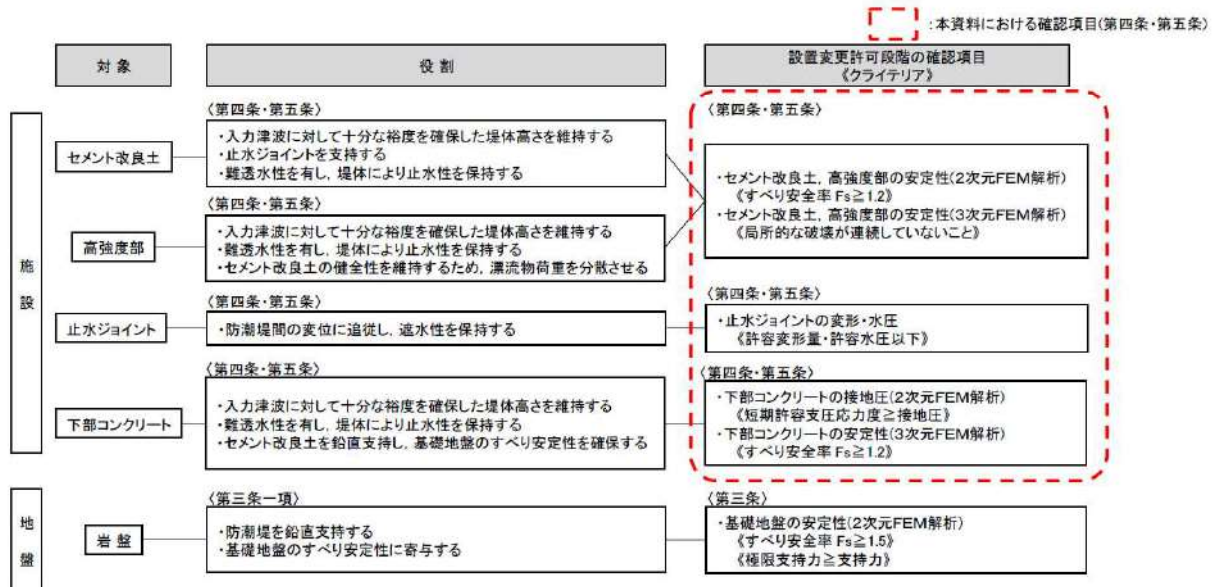 ：本資料における確認項目(第四条・第五条)
対 象
役 割
設置変更許可段階の確認項目
《クライテリア》
施設
セメント改良土
〈第四条・第五条〉
・入力津波に対して十分な裕度を確保した堤体高さを維持する
・止水ジョイントを支持する
・難透水性を有し，堤体により止水性を保持する
高強度部
〈第四条・第五条〉
・入力津波に対して十分な裕度を確保した堤体高さを維持する
・難透水性を有し，堤体により止水性を保持する
・セメント改良土の健全性を維持するため，漂流物荷重を分散させる
〈第四条・第五条〉
・セメント改良土，高強度部の安定性(2次元FEM解析)
《すべり安全率 Fs≧1.2》
・セメント改良土，高強度部の安定性(3次元FEM解析)
《局所的な破壊が連続していないこと》
止水ジョイント
〈第四条・第五条〉
・防潮堤間の変位に追従し，遮水性を保持する
〈第四条・第五条〉
・止水ジョイントの変形・水圧
《許容変形量・許容水圧以下》
下部コンクリート
〈第四条・第五条〉
・入力津波に対して十分な裕度を確保した堤体高さを維持する
・難透水性を有し，堤体により止水性を保持する
・セメント改良土を鉛直支持し，基礎地盤のすべり安定性を確保する
〈第四条・第五条〉
・下部コンクリートの接地圧(2次元FEM解析)
《短期許容支圧応力度≧接地圧》
・下部コンクリートの安定性(3次元FEM解析)
《すべり安全率 Fs≧1.2》
地盤
岩 盤
〈第三条一項〉
・防潮堤を鉛直支持する
・基礎地盤のすべり安定性に寄与する
〈第三条〉
・基礎地盤の安定性(2次元FEM解析)
《すべり安全率 Fs≧1.5》
《極限支持力≧支持力》